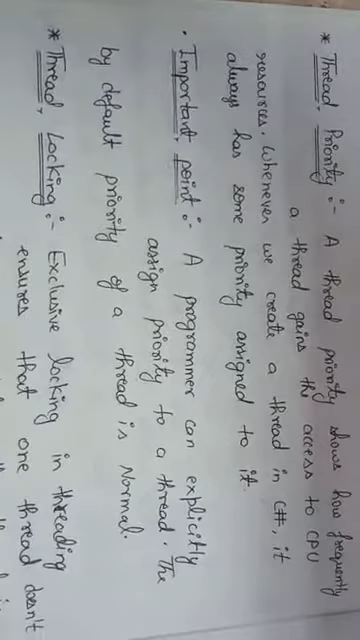 * Thread Priority :- A thread priority shows how frequently
a thread gains the access to CPU
resources. Whenever we create a thread in C#, it
always has some priority assigned to it.
• Important point :- A programmer can explicitly
assign priority to a thread. The
by default priority of a thread is Normal.
* Thread Locking :- Exclusive locking in threading
ensures that one thread doesn't